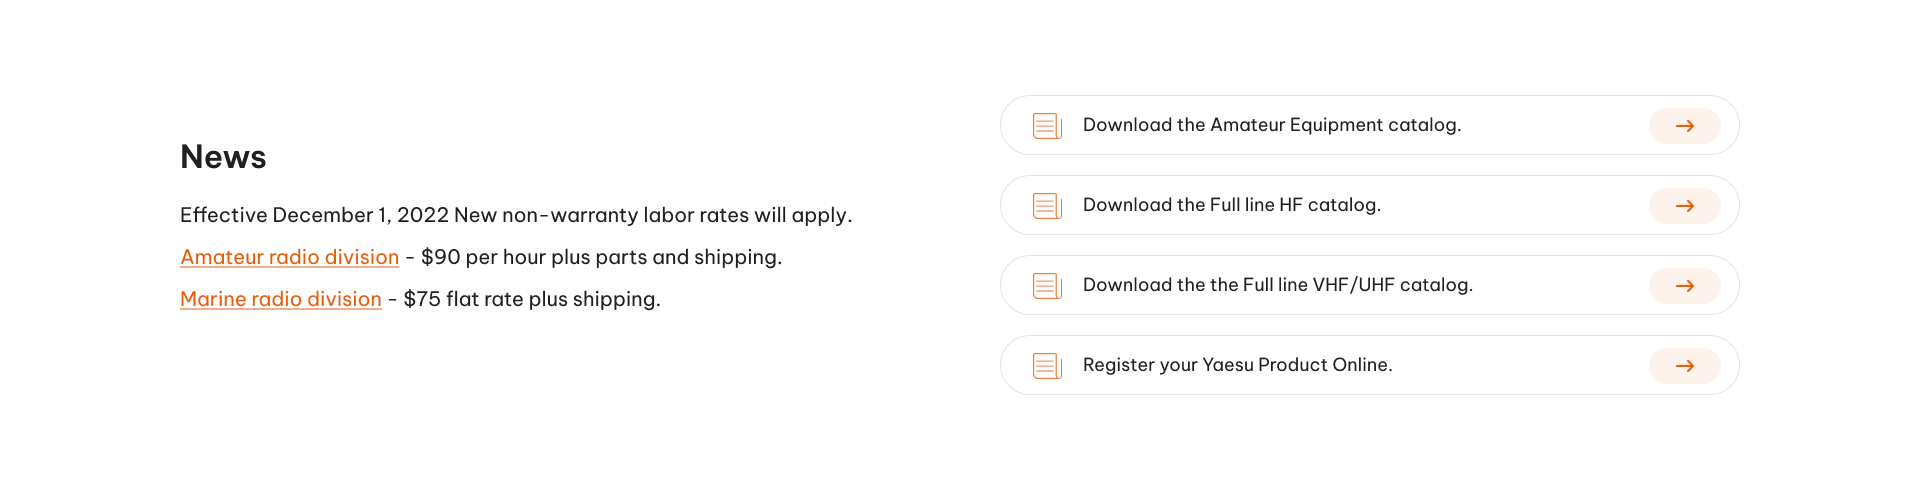 News
Effective December 1, 2022 New non-warranty labor rates will apply.
Amateur radio division - $90 per hour plus parts and shipping.
Marine radio division - $75 flat rate plus shipping.
Download the Amateur Equipment catalog.
Download the Full line HF catalog.
Download the the Full line VHF/UHF catalog.
Register your Yaesu Product Online.